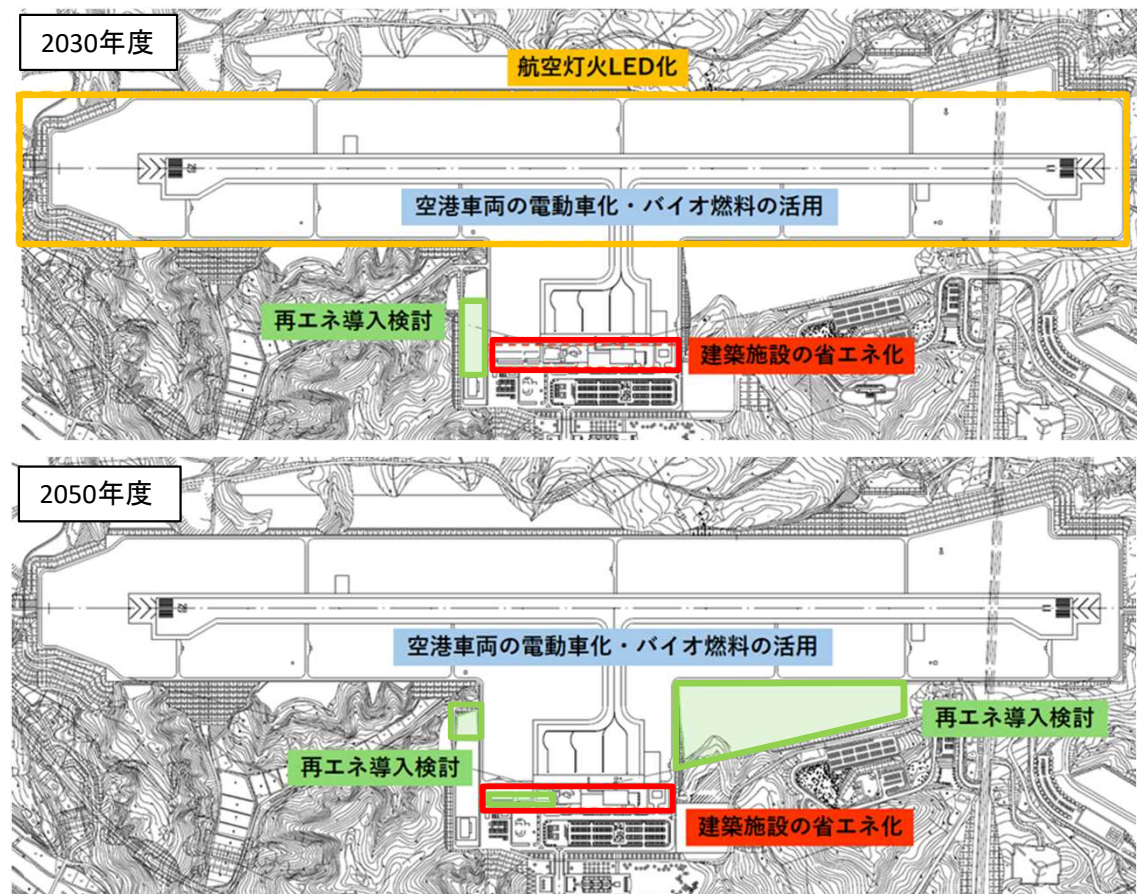 2030年度
航空灯火LED化
空港車両の電動車化・バイオ燃料の活用
再エネ導入検討
建築施設の省エネ化
2050年度
空港車両の電動車化・バイオ燃料の活用
再エネ導入検討
再エネ導入検討
建築施設の省エネ化